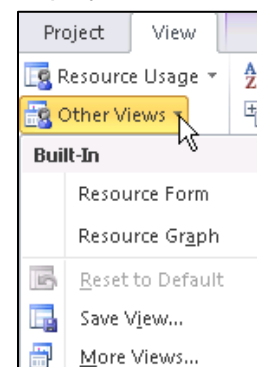 Project View
Resource Usage
Other Views
Built-In
Resource Form
Resource Graph
Reset to Default
Save View...
More Views...